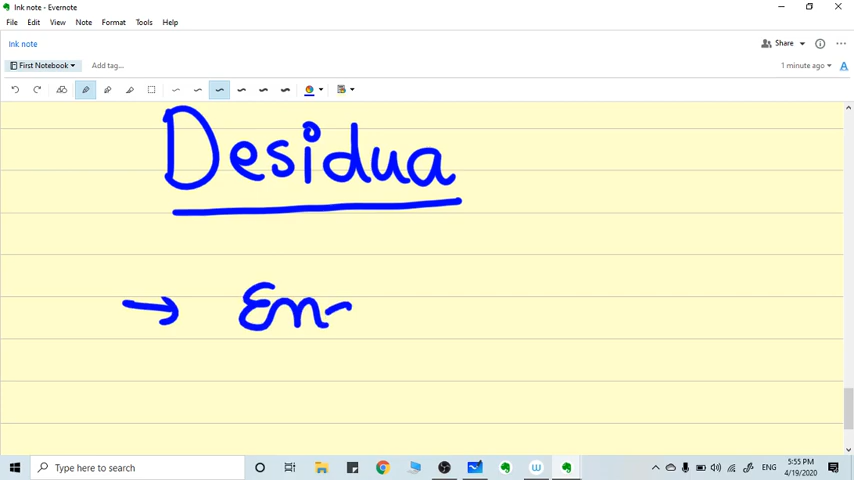 Ink note - Evernote
File Edit View Note Format Tools Help
Ink note Share
First Notebook Add tag... 1 minute ago A
Desidua
→ En
Type here to search ENG 5:55 PM
4/19/2020